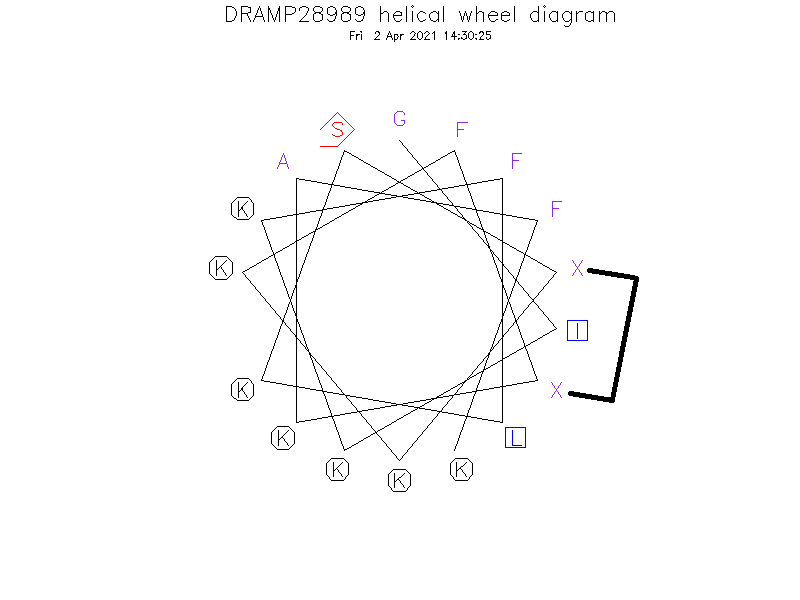 DRAMP28989 helical wheel diagram
Fri 2 Apr 2021 14:30:25
G
S F
A F
K F
K X
I
K X
K L
K K
K